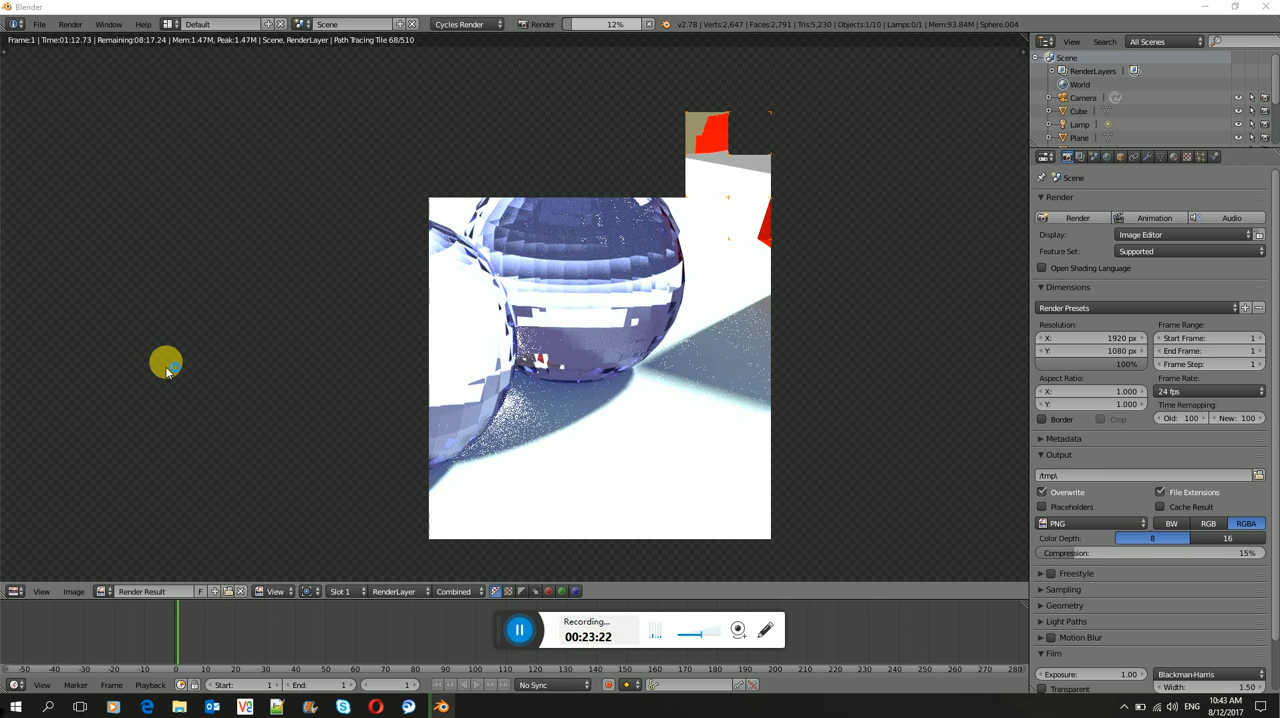 Blender
File Render Window Help Default Scene Cycles Render Render 12% v2.78 | Verts:2,647 | Faces:2,791 | Tris:5,230 | Objects:1/10 | Lamps:0/1 | Mem:93.84M | Sphere.004
Frame:1 | Time:01:12.73 | Remaining:08:17.24 | Mem:1.47M, Peak:1.47M | Scene, RenderLayer | Path Tracing Tile 68/510
View Search All Scenes
Scene
RenderLayers
World
Camera
Cube
Lamp
Plane
Scene
Render
Render Animation Audio
Display: Image Editor
Feature Set: Supported
Open Shading Language
Dimensions
Render Presets
Resolution: Frame Range:
X: 1920 px Start Frame: 1
Y: 1080 px End Frame: 1
100% Frame Step: 1
Aspect Ratio: Frame Rate:
X: 1.000 24 fps
Y: 1.000 Time Remapping:
Border Crop Old: 100 New: 100
Metadata
Output
/tmp\
Overwrite File Extensions
Placeholders Cache Result
PNG BW RGB RGBA
Color Depth: 8 16
Compression: 15%
Freestyle
Sampling
Geometry
Light Paths
Motion Blur
Film
Exposure: 1.00 Blackman-Harris
Transparent Width: 1.50
View Image Render Result F View Slot 1 RenderLayer Combined
Recording...
00:23:22
-50 -40 -30 -20 -10 0 10 20 30 40 50 60 70 80 90 100 110 120 130 140 150 160 170 180 190 200 210 220 230 240 250 260 270 280
View Marker Frame Playback Start: 1 End: 1 1 No Sync
ENG 10:43 AM
8/12/2017